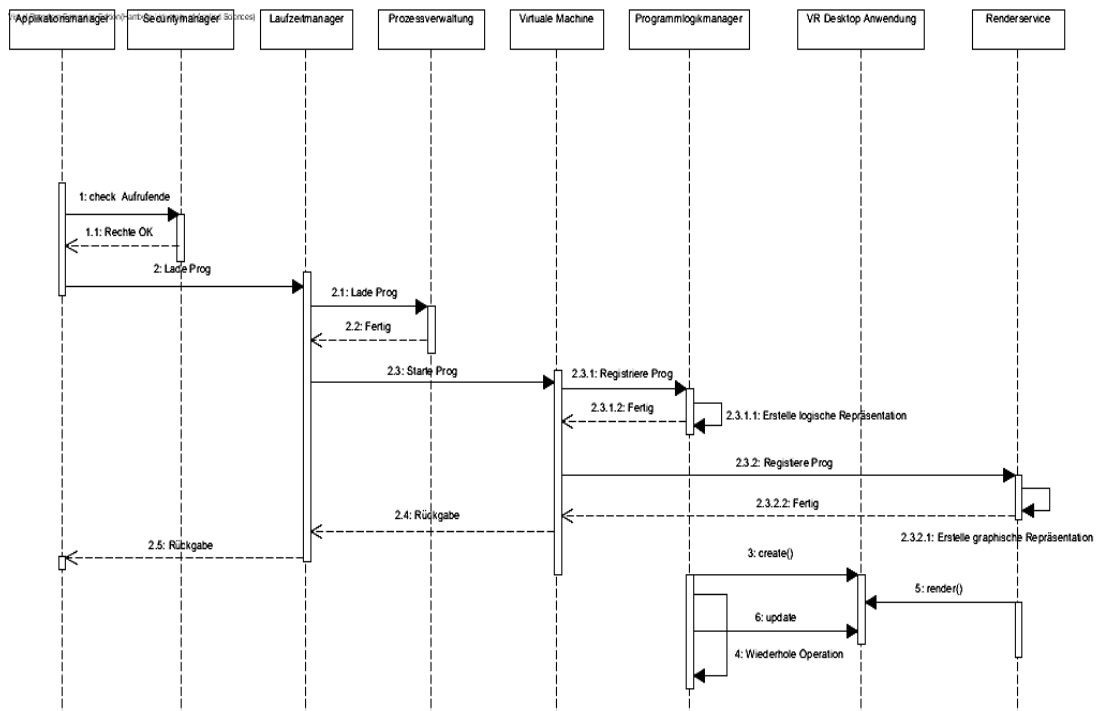 Applikationsmanager
Securitymanager
Laufzeitmanager
Prozessverwaltung
Virtuale Machine
Programmlogikmanager
VR Desktop Anwendung
Renderservice
1: check Aufrufende
1.1: Rechte OK
2: Lade Prog
2.1: Lade Prog
2.2: Fertig
2.3: Starte Prog
2.3.1: Registriere Prog
2.3.1.2: Fertig
2.3.1.1: Erstelle logische Repräsentation
2.3.2: Registiere Prog
2.3.2.2: Fertig
2.4: Rückgabe
2.3.2.1: Erstelle graphische Repräsentation
2.5: Rückgabe
3: create()
5: render()
6: update
4: Wiederhole Operation